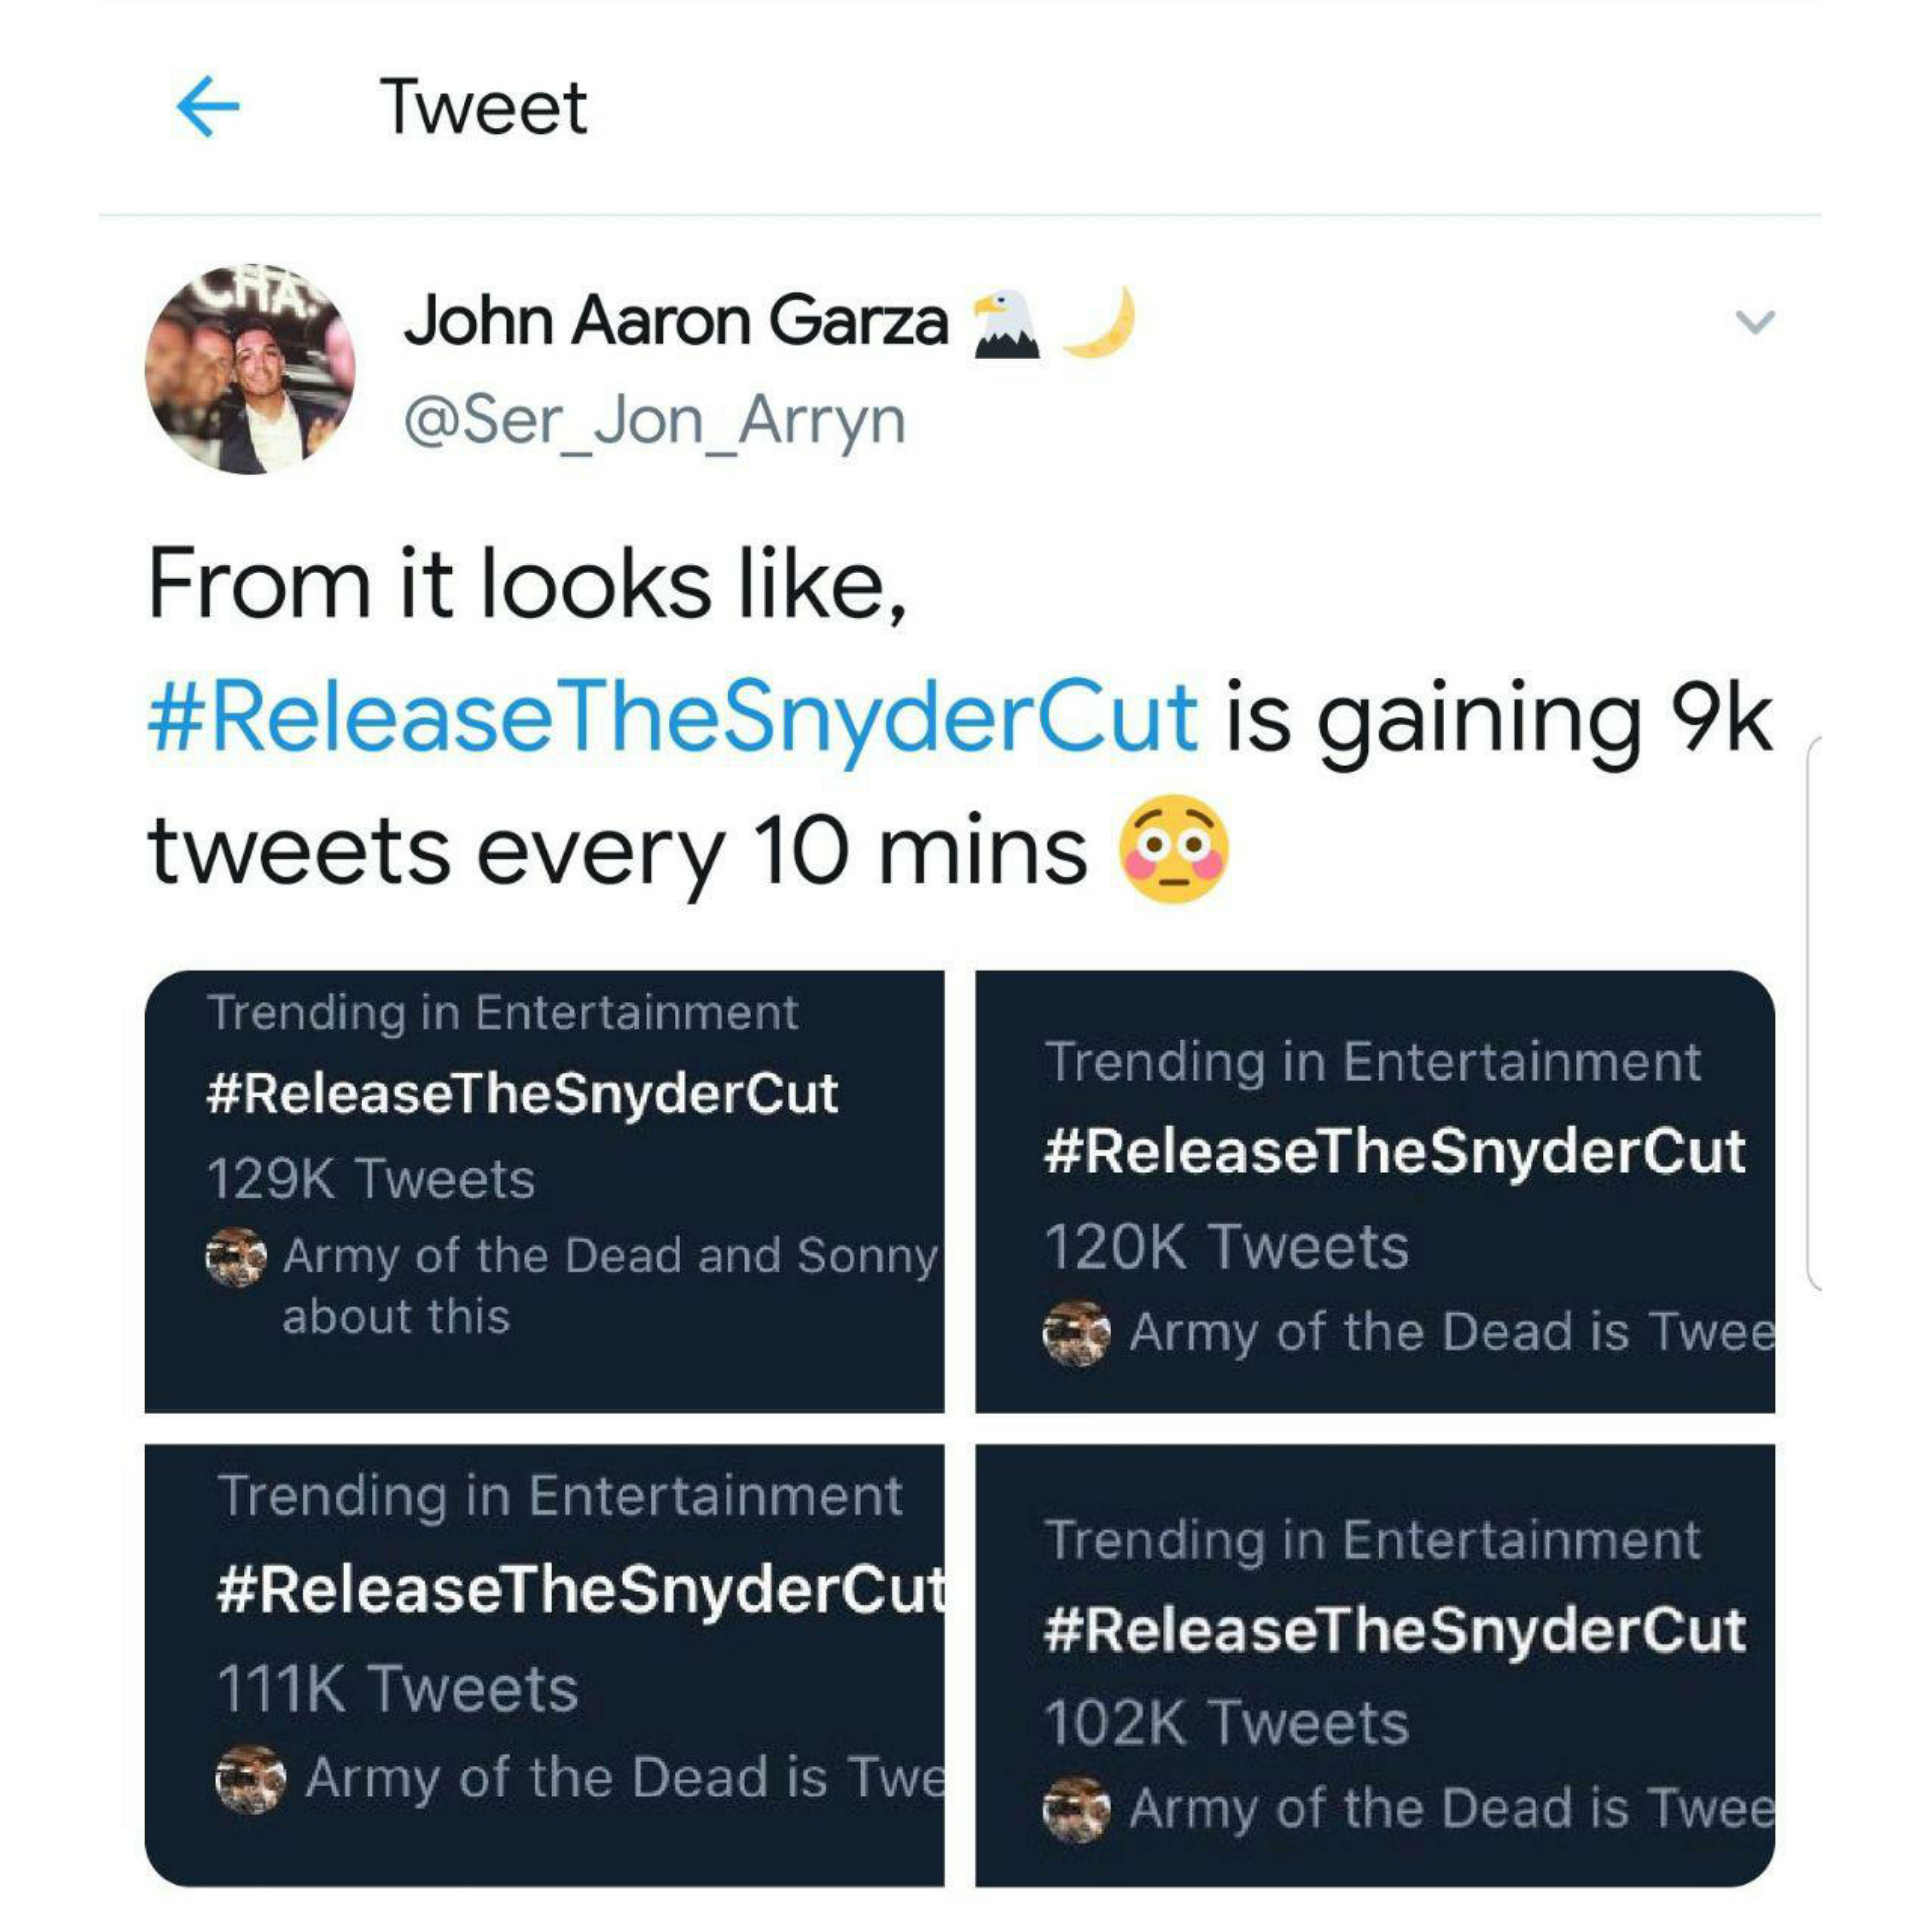 Tweet
John Aaron Garza 🦅🌙
@Ser_Jon_Arryn
From it looks like,
#ReleaseTheSnyderCut is gaining 9k
tweets every 10 mins 😳
Trending in Entertainment
#ReleaseTheSnyderCut
129K Tweets
Army of the Dead and Sonny
about this
Trending in Entertainment
#ReleaseTheSnyderCut
120K Tweets
Army of the Dead is Twee
Trending in Entertainment
#ReleaseTheSnyderCut
111K Tweets
Army of the Dead is Twe
Trending in Entertainment
#ReleaseTheSnyderCut
102K Tweets
Army of the Dead is Twee